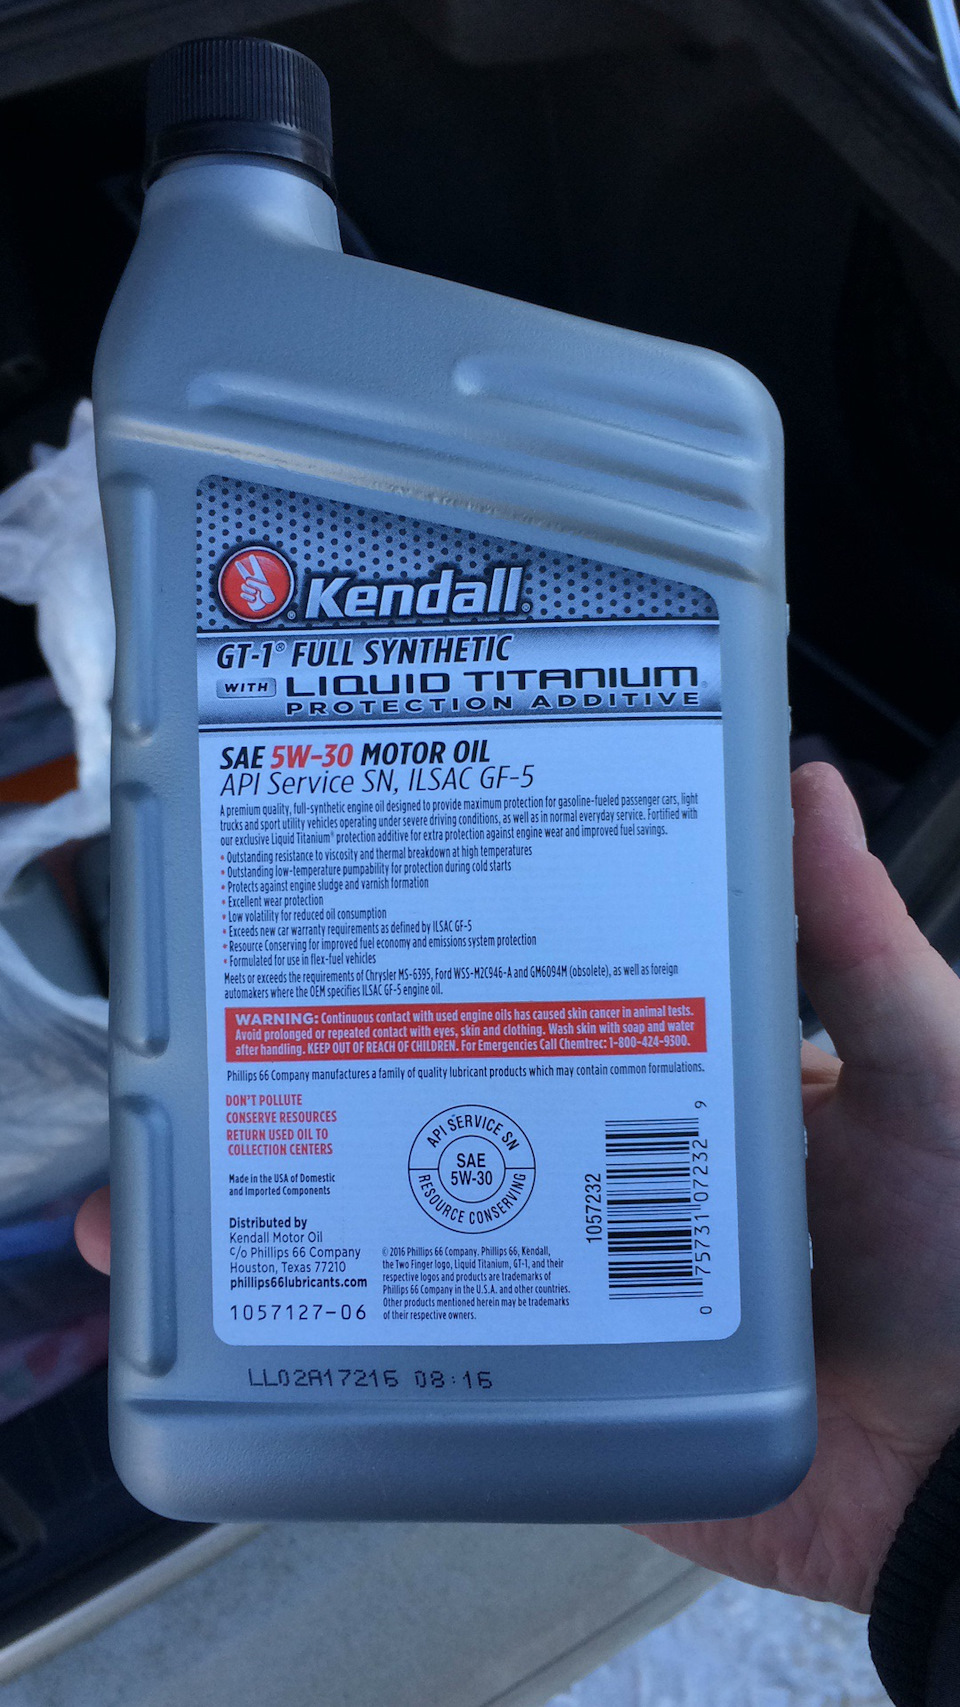 Kendall®
GT-1® FULL SYNTHETIC
WITH LIQUID TITANIUM®
PROTECTION ADDITIVE
SAE 5W-30 MOTOR OIL
API Service SN, ILSAC GF-5
A premium quality, full-synthetic engine oil designed to provide maximum protection for gasoline-fueled passenger cars, light
trucks and sport utility vehicles operating under severe driving conditions, as well as in normal everyday service. Fortified with
our exclusive Liquid Titanium® protection additive for extra protection against engine wear and improved fuel savings.
• Outstanding resistance to viscosity and thermal breakdown at high temperatures
• Outstanding low-temperature pumpability for protection during cold starts
• Protects against engine sludge and varnish formation
• Excellent wear protection
• Low volatility for reduced oil consumption
• Exceeds new car warranty requirements as defined by ILSAC GF-5
• Resource Conserving for improved fuel economy and emissions system protection
• Formulated for use in flex-fuel vehicles
Meets or exceeds the requirements of Chrysler MS-6395, Ford WSS-M2C946-A and GM6094M (obsolete), as well as foreign
automakers where the OEM specifies ILSAC GF-5 engine oil.
WARNING: Continuous contact with used engine oils has caused skin cancer in animal tests.
Avoid prolonged or repeated contact with eyes, skin and clothing. Wash skin with soap and water
after handling. KEEP OUT OF REACH OF CHILDREN. For Emergencies Call Chemtrec: 1-800-424-9300.
Phillips 66 Company manufactures a family of quality lubricant products which may contain common formulations.
DON'T POLLUTE
CONSERVE RESOURCES
RETURN USED OIL TO
COLLECTION CENTERS
Made in the USA of Domestic
and Imported Components
Distributed by
Kendall Motor Oil
c/o Phillips 66 Company
Houston, Texas 77210
phillips66lubricants.com
1057127-06
API SERVICE SN
SAE
5W-30
RESOURCE CONSERVING
© 2016 Phillips 66 Company. Phillips 66, Kendall,
the Two Finger logo, Liquid Titanium, GT-1, and their
respective logos and products are trademarks of
Phillips 66 Company in the U.S.A. and other countries.
Other products mentioned herein may be trademarks
of their respective owners.
1057232
0 75731 07232 9
LL02A17216 08:16